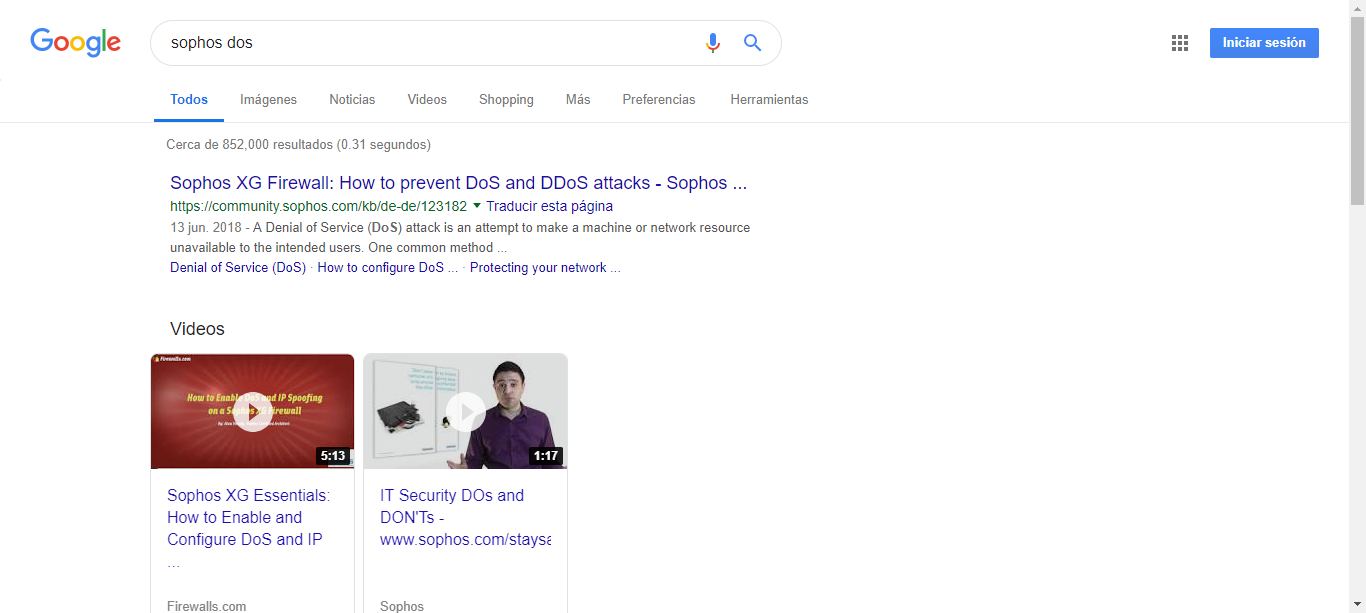 Google
sophos dos
Iniciar sesión
Todos Imágenes Noticias Videos Shopping Más Preferencias Herramientas
Cerca de 852,000 resultados (0.31 segundos)
Sophos XG Firewall: How to prevent DoS and DDoS attacks - Sophos ...
https://community.sophos.com/kb/de-de/123182 Traducir esta página
13 jun. 2018 - A Denial of Service (DoS) attack is an attempt to make a machine or network resource
unavailable to the intended users. One common method ...
Denial of Service (DoS) · How to configure DoS ... · Protecting your network ...
Videos
Firewalls.com
How to Enable DoS and IP Spoofing
on a Sophos XG Firewall
5:13
Sophos XG Essentials:
How to Enable and
Configure DoS and IP
...
Firewalls.com
1:17
IT Security DOs and
DON'Ts -
www.sophos.com/staysa
Sophos